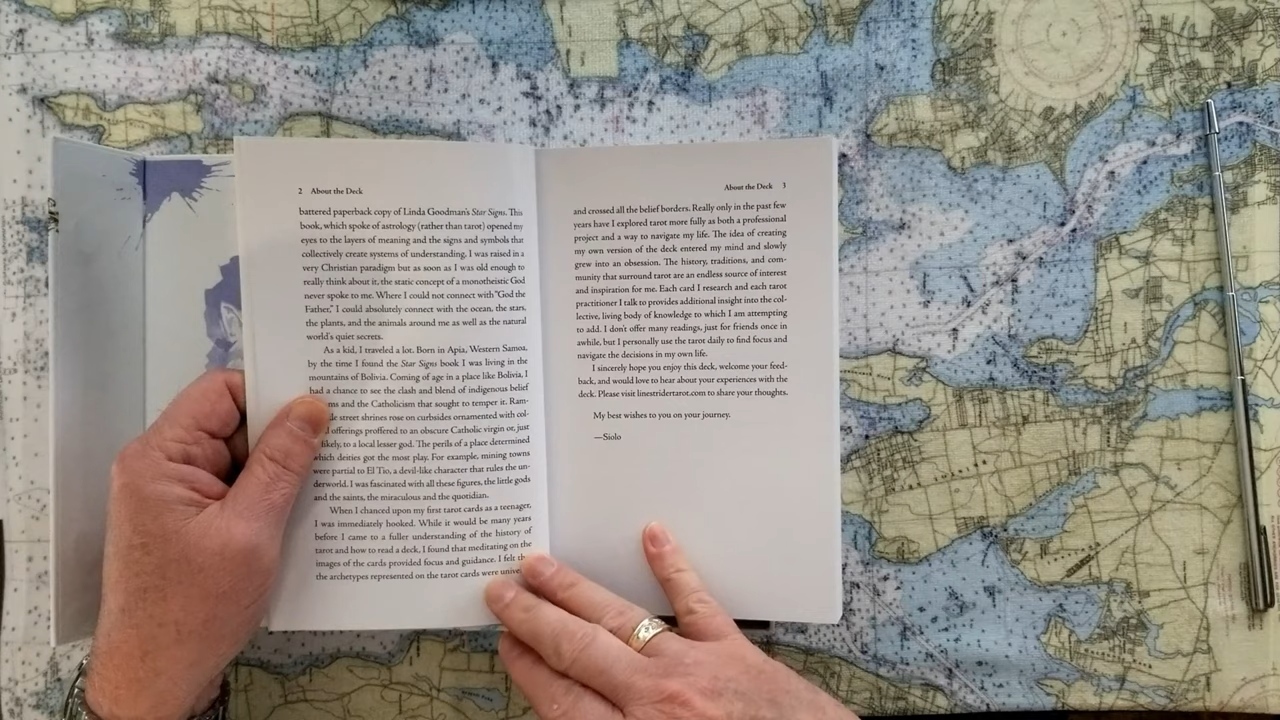 2 About the Deck
battered paperback copy of Linda Goodman's Star Signs. This
book, which spoke of astrology (rather than tarot) opened my
eyes to the layers of meaning and the signs and symbols that
collectively create systems of understanding. I was raised in a
very Christian paradigm but as soon as I was old enough to
really think about it, the static concept of a monotheistic God
never spoke to me. Where I could not connect with "God the
Father," I could absolutely connect with the ocean, the stars,
the plants, and the animals around me as well as the natural
world's quiet secrets.
As a kid, I traveled a lot. Born in Apia, Western Samoa,
by the time I found the Star Signs book I was living in the
mountains of Bolivia. Coming of age in a place like Bolivia, I
had a chance to see the clash and blend of indigenous belief
and the Catholicism that sought to temper it. Ram-
street shrines rose on curbsides ornamented with col-
offerings proffered to an obscure Catholic virgin or, just
likely, to a local lesser god. The perils of a place determined
which deities got the most play. For example, mining towns
were partial to El Tio, a devil-like character that rules the un-
derworld. I was fascinated with all these figures, the little gods
and the saints, the miraculous and the quotidian.
When I chanced upon my first tarot cards as a teenager,
I was immediately hooked. While it would be many years
before I came to a fuller understanding of the history of
tarot and how to read a deck, I found that meditating on the
images of the cards provided focus and guidance. I felt
the archetypes represented on the tarot cards were
About the Deck 3
and crossed all the belief borders. Really only in the past few
years have I explored tarot more fully as both a professional
project and a way to navigate my life. The idea of creating
my own version of the deck entered my mind and slowly
grew into an obsession. The history, traditions, and com-
munity that surround tarot are an endless source of interest
and inspiration for me. Each card I research and each tarot
practitioner I talk to provides additional insight into the col-
lective, living body of knowledge to which I am attempting
to add. I don't offer many readings, just for friends once in
awhile, but I personally use the tarot daily to find focus and
navigate the decisions in my own life.
I sincerely hope you enjoy this deck, welcome your feed-
back, and would love to hear about your experiences with the
deck. Please visit linestridertarot.com to share your thoughts.
My best wishes to you on your journey.
—Siolo